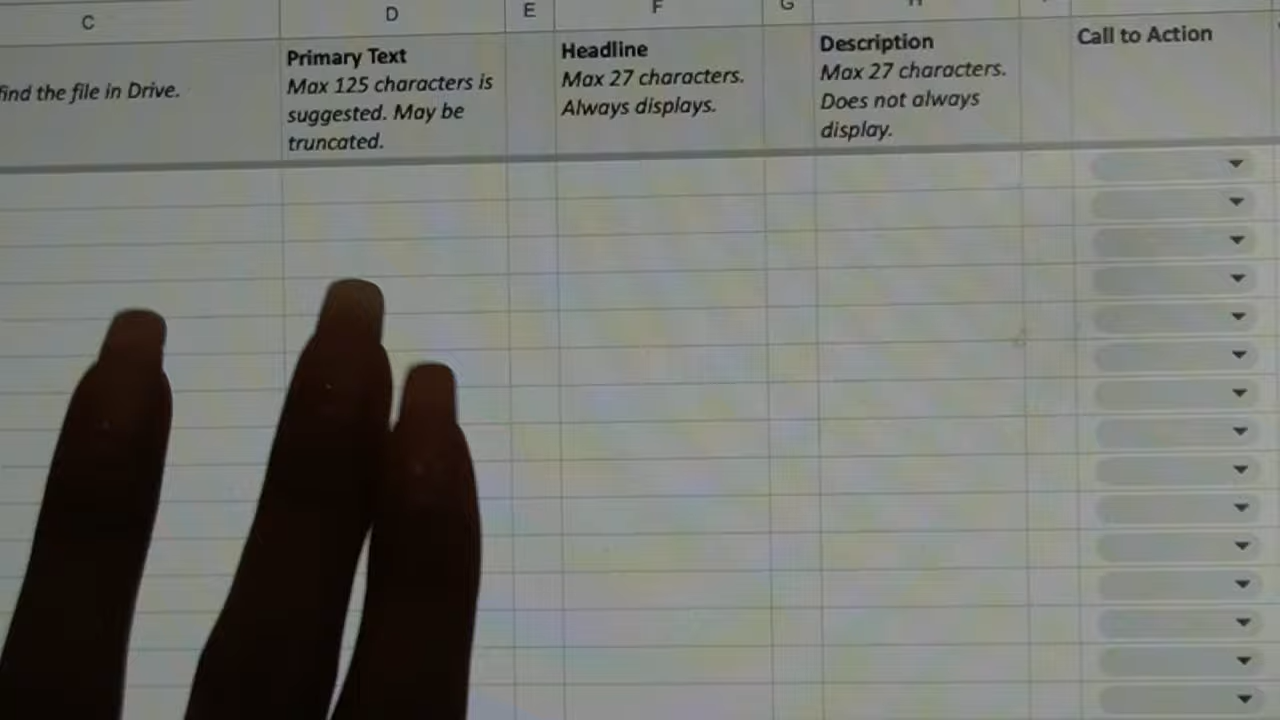 C
D
E
F
G
H
find the file in Drive.
Primary Text
Max 125 characters is
suggested. May be
truncated.
Headline
Max 27 characters.
Always displays.
Description
Max 27 characters.
Does not always
display.
Call to Action